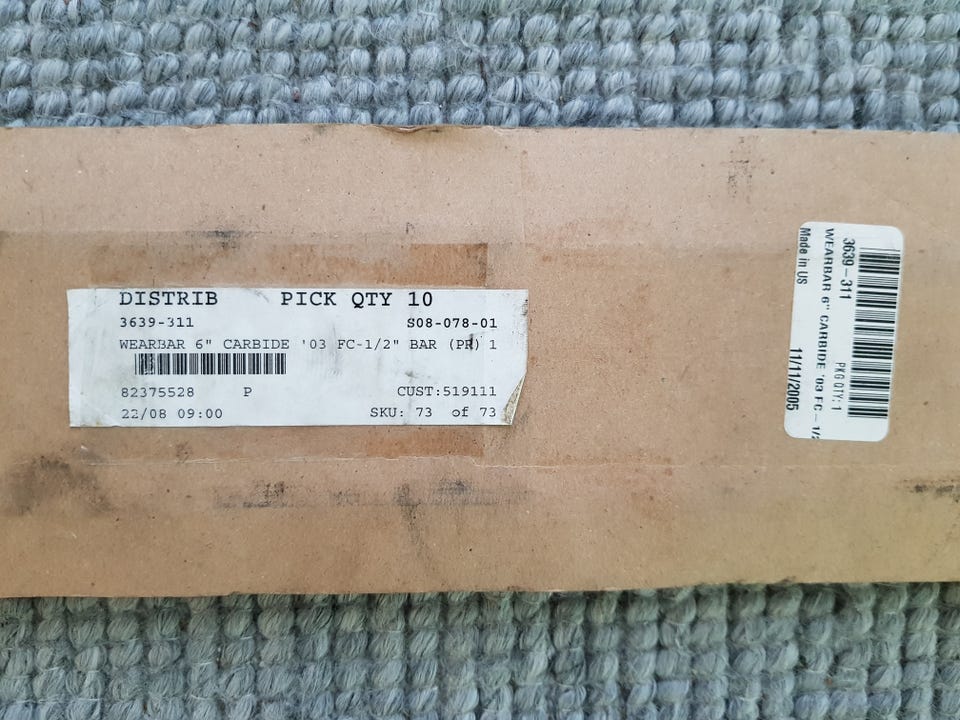 DISTRIB PICK QTY 10
3639-311 S08-078-01
WEARBAR 6" CARBIDE '03 FC-1/2" BAR (PR) 1
82375528 P CUST:519111
22/08 09:00 SKU: 73 of 73
3639-311 PKG QTY: 1
WEARBAR 6" CARBIDE '03 FC-1/2
Made in US 11/11/2005